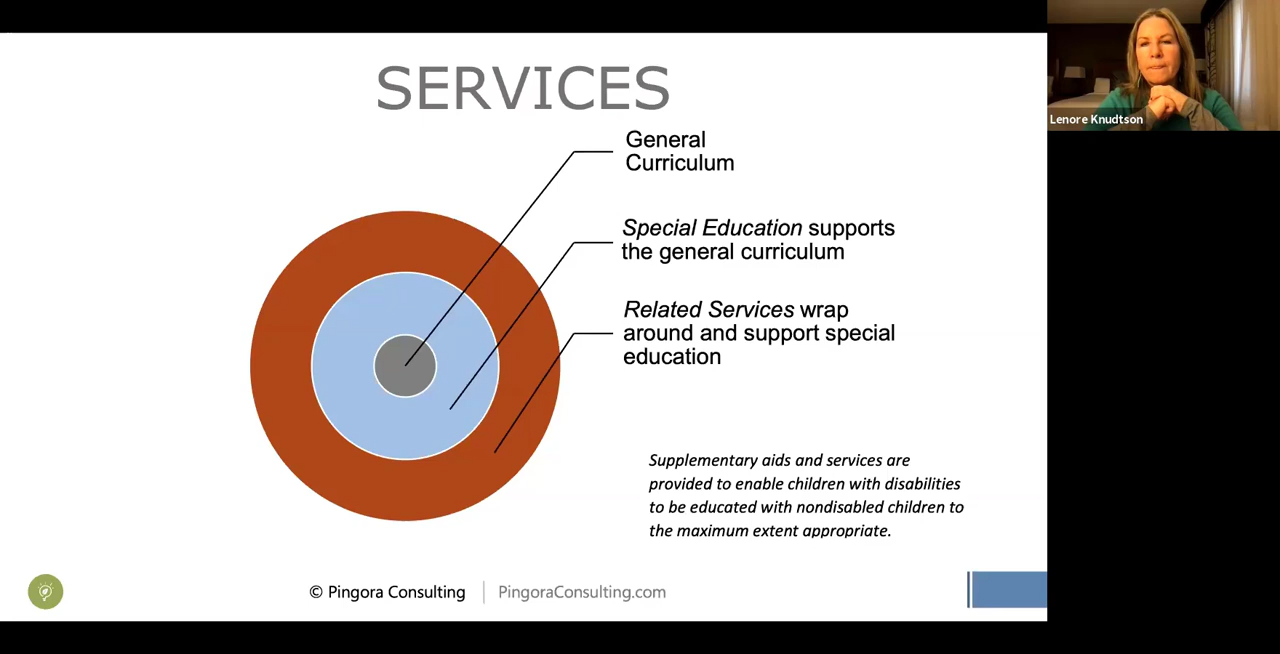 SERVICES
General
Curriculum
Special Education supports
the general curriculum
Related Services wrap
around and support special
education
Supplementary aids and services are
provided to enable children with disabilities
to be educated with nondisabled children to
the maximum extent appropriate.
© Pingora Consulting
PingoraConsulting.com
Lenore Knudtson